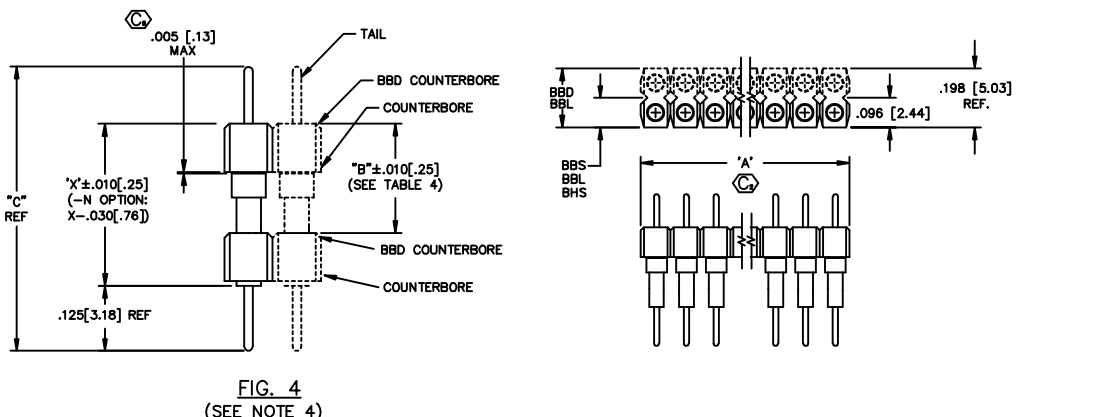 C6
.005 [.13]
MAX
TAIL
BBD COUNTERBORE
COUNTERBORE
"C"
REF
'X'±.010[.25]
(-N OPTION:
X-.030[.76])
"B"±.010[.25]
(SEE TABLE 4)
BBD COUNTERBORE
COUNTERBORE
.125[3.18] REF
FIG. 4
(SEE NOTE 4)
BBD
BBL
.198 [5.03]
REF.
.096 [2.44]
BBS
BBL
BHS
'A'
C2